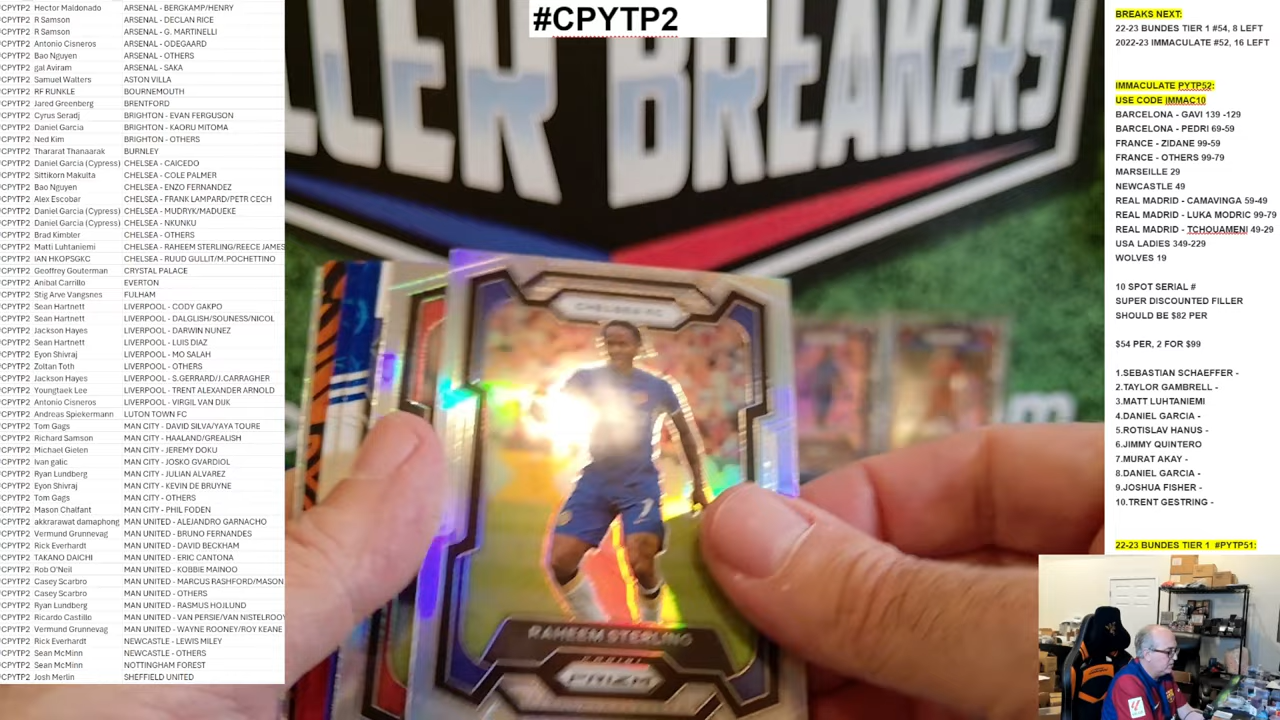 #CPYTP2
CPYTP2 Hector Maldonado ARSENAL - BERGKAMP/HENRY
CPYTP2 R Samson ARSENAL - DECLAN RICE
CPYTP2 R Samson ARSENAL - G. MARTINELLI
CPYTP2 Antonio Cisneros ARSENAL - ODEGAARD
CPYTP2 Bao Nguyen ARSENAL - OTHERS
CPYTP2 gal Aviram ARSENAL - SAKA
CPYTP2 Samuel Walters ASTON VILLA
CPYTP2 RF RUNKLE BOURNEMOUTH
CPYTP2 Jared Greenberg BRENTFORD
CPYTP2 Cyrus Seradj BRIGHTON - EVAN FERGUSON
CPYTP2 Daniel Garcia BRIGHTON - KAORU MITOMA
CPYTP2 Ned Kim BRIGHTON - OTHERS
CPYTP2 Thararat Thanaarak BURNLEY
CPYTP2 Daniel Garcia (Cypress) CHELSEA - CAICEDO
CPYTP2 Sittikorn Makulta CHELSEA - COLE PALMER
CPYTP2 Bao Nguyen CHELSEA - ENZO FERNANDEZ
CPYTP2 Alex Escobar CHELSEA - FRANK LAMPARD/PETR CECH
CPYTP2 Daniel Garcia (Cypress) CHELSEA - MUDRYK/MADUEKE
CPYTP2 Daniel Garcia (Cypress) CHELSEA - NKUNKU
CPYTP2 Brad Kimbler CHELSEA - OTHERS
CPYTP2 Matti Luhtaniemi CHELSEA - RAHEEM STERLING/REECE JAMES
CPYTP2 IAN HKOPSGKC CHELSEA - RUUD GULLIT/M.POCHETTINO
CPYTP2 Geoffrey Gouterman CRYSTAL PALACE
CPYTP2 Anibal Carrillo EVERTON
CPYTP2 Stig Arve Vangsnes FULHAM
CPYTP2 Sean Hartnett LIVERPOOL - CODY GAKPO
CPYTP2 Sean Hartnett LIVERPOOL - DALGLISH/SOUNESS/NICOL
CPYTP2 Jackson Hayes LIVERPOOL - DARWIN NUNEZ
CPYTP2 Sean Hartnett LIVERPOOL - LUIS DIAZ
CPYTP2 Eyon Shivraj LIVERPOOL - MO SALAH
CPYTP2 Zoltan Toth LIVERPOOL - OTHERS
CPYTP2 Jackson Hayes LIVERPOOL - S.GERRARD/J.CARRAGHER
CPYTP2 Youngtaek Lee LIVERPOOL - TRENT ALEXANDER ARNOLD
CPYTP2 Antonio Cisneros LIVERPOOL - VIRGIL VAN DIJK
CPYTP2 Andreas Spiekermann LUTON TOWN FC
CPYTP2 Tom Gags MAN CITY - DAVID SILVA/YAYA TOURE
CPYTP2 Richard Samson MAN CITY - HAALAND/GREALISH
CPYTP2 Michael Gielen MAN CITY - JEREMY DOKU
CPYTP2 Ivan galic MAN CITY - JOSKO GVARDIOL
CPYTP2 Ryan Lundberg MAN CITY - JULIAN ALVAREZ
CPYTP2 Eyon Shivraj MAN CITY - KEVIN DE BRUYNE
CPYTP2 Tom Gags MAN CITY - OTHERS
CPYTP2 Mason Chalfant MAN CITY - PHIL FODEN
CPYTP2 akkrarawat damaphong MAN UNITED - ALEJANDRO GARNACHO
CPYTP2 Vermund Grunnevag MAN UNITED - BRUNO FERNANDES
CPYTP2 Rick Everhardt MAN UNITED - DAVID BECKHAM
CPYTP2 TAKANO DAICHI MAN UNITED - ERIC CANTONA
CPYTP2 Rob O'Neil MAN UNITED - KOBBIE MAINOO
CPYTP2 Casey Scarbro MAN UNITED - MARCUS RASHFORD/MASON
CPYTP2 Casey Scarbro MAN UNITED - OTHERS
CPYTP2 Ryan Lundberg MAN UNITED - RASMUS HOJLUND
CPYTP2 Ricardo Castillo MAN UNITED - VAN PERSIE/VAN NISTELROOY
CPYTP2 Vermund Grunnevag MAN UNITED - WAYNE ROONEY/ROY KEANE
CPYTP2 Rick Everhardt NEWCASTLE - LEWIS MILEY
CPYTP2 Sean McMinn NEWCASTLE - OTHERS
CPYTP2 Sean McMinn NOTTINGHAM FOREST
CPYTP2 Josh Merlin SHEFFIELD UNITED
BREAKERS
CHELSEA FC
7
RAHEEM STERLING
PANINI
PRIZM
BREAKS NEXT:
22-23 BUNDES TIER 1 #54, 8 LEFT
2022-23 IMMACULATE #52, 16 LEFT
IMMACULATE PYTP52:
USE CODE IMMAC10
BARCELONA - GAVI 139 -129
BARCELONA - PEDRI 69-59
FRANCE - ZIDANE 99-59
FRANCE - OTHERS 99-79
MARSEILLE 29
NEWCASTLE 49
REAL MADRID - CAMAVINGA 59-49
REAL MADRID - LUKA MODRIC 99-79
REAL MADRID - TCHOUAMENI 49-29
USA LADIES 349-229
WOLVES 19
10 SPOT SERIAL #
SUPER DISCOUNTED FILLER
SHOULD BE $82 PER
$54 PER, 2 FOR $99
1.SEBASTIAN SCHAEFFER -
2.TAYLOR GAMBRELL -
3.MATT LUHTANIEMI
4.DANIEL GARCIA -
5.ROTISLAV HANUS -
6.JIMMY QUINTERO
7.MURAT AKAY -
8.DANIEL GARCIA -
9.JOSHUA FISHER -
10.TRENT GESTRING -
22-23 BUNDES TIER 1 #PYTP51: